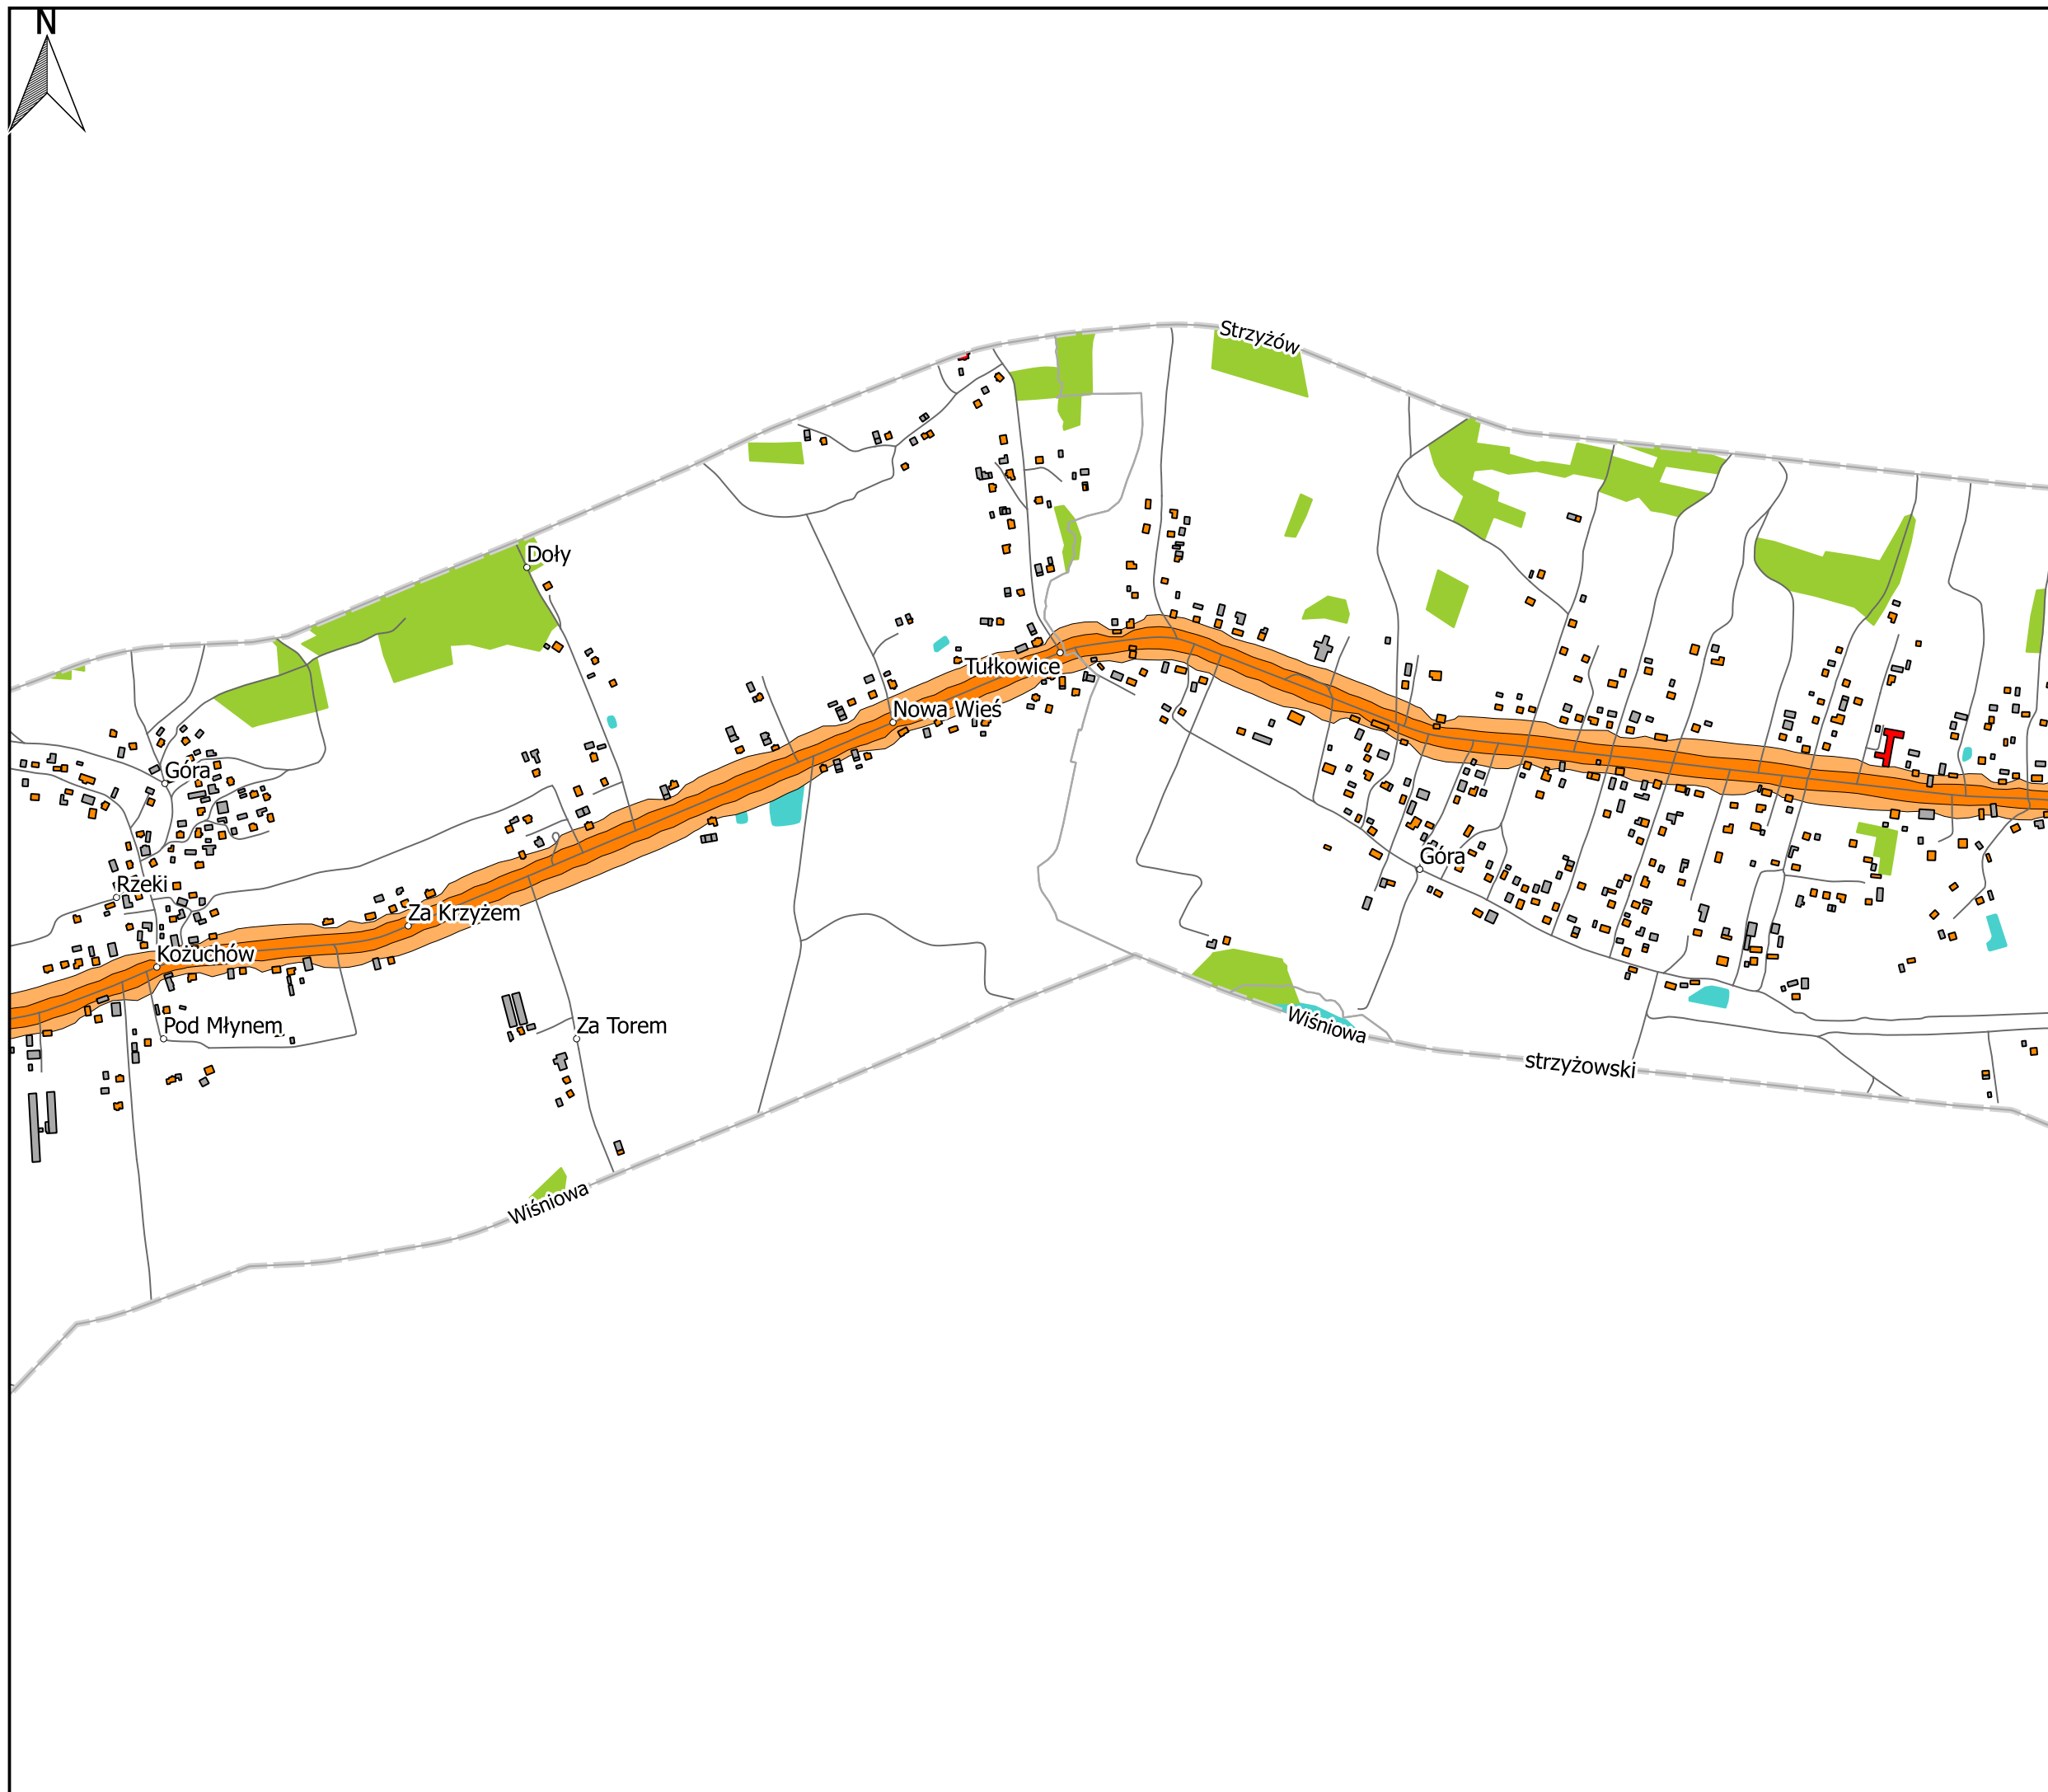 N
Strzyżów
Doły
Tułkowice
Nowa Wieś
Góra
Góra
Rżeki
Za Krzyżem
Kożuchów
Pod Młynem
Za Torem
Wiśniowa
strzyżowski
Wiśniowa